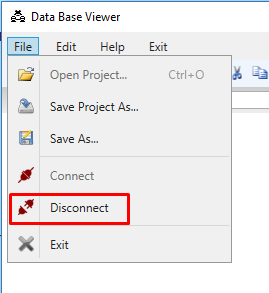 Data Base Viewer
File Edit Help Exit
Open Project... Ctrl+O
Save Project As...
Save As...
Connect
Disconnect
Exit